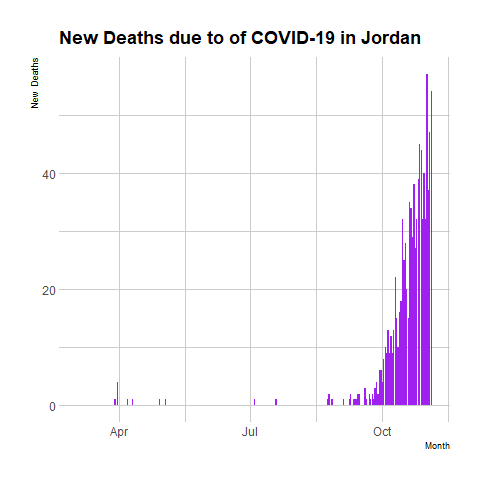 New Deaths due to of COVID-19 in Jordan
New Deaths
40
20
0
Apr
Jul
Oct
Month